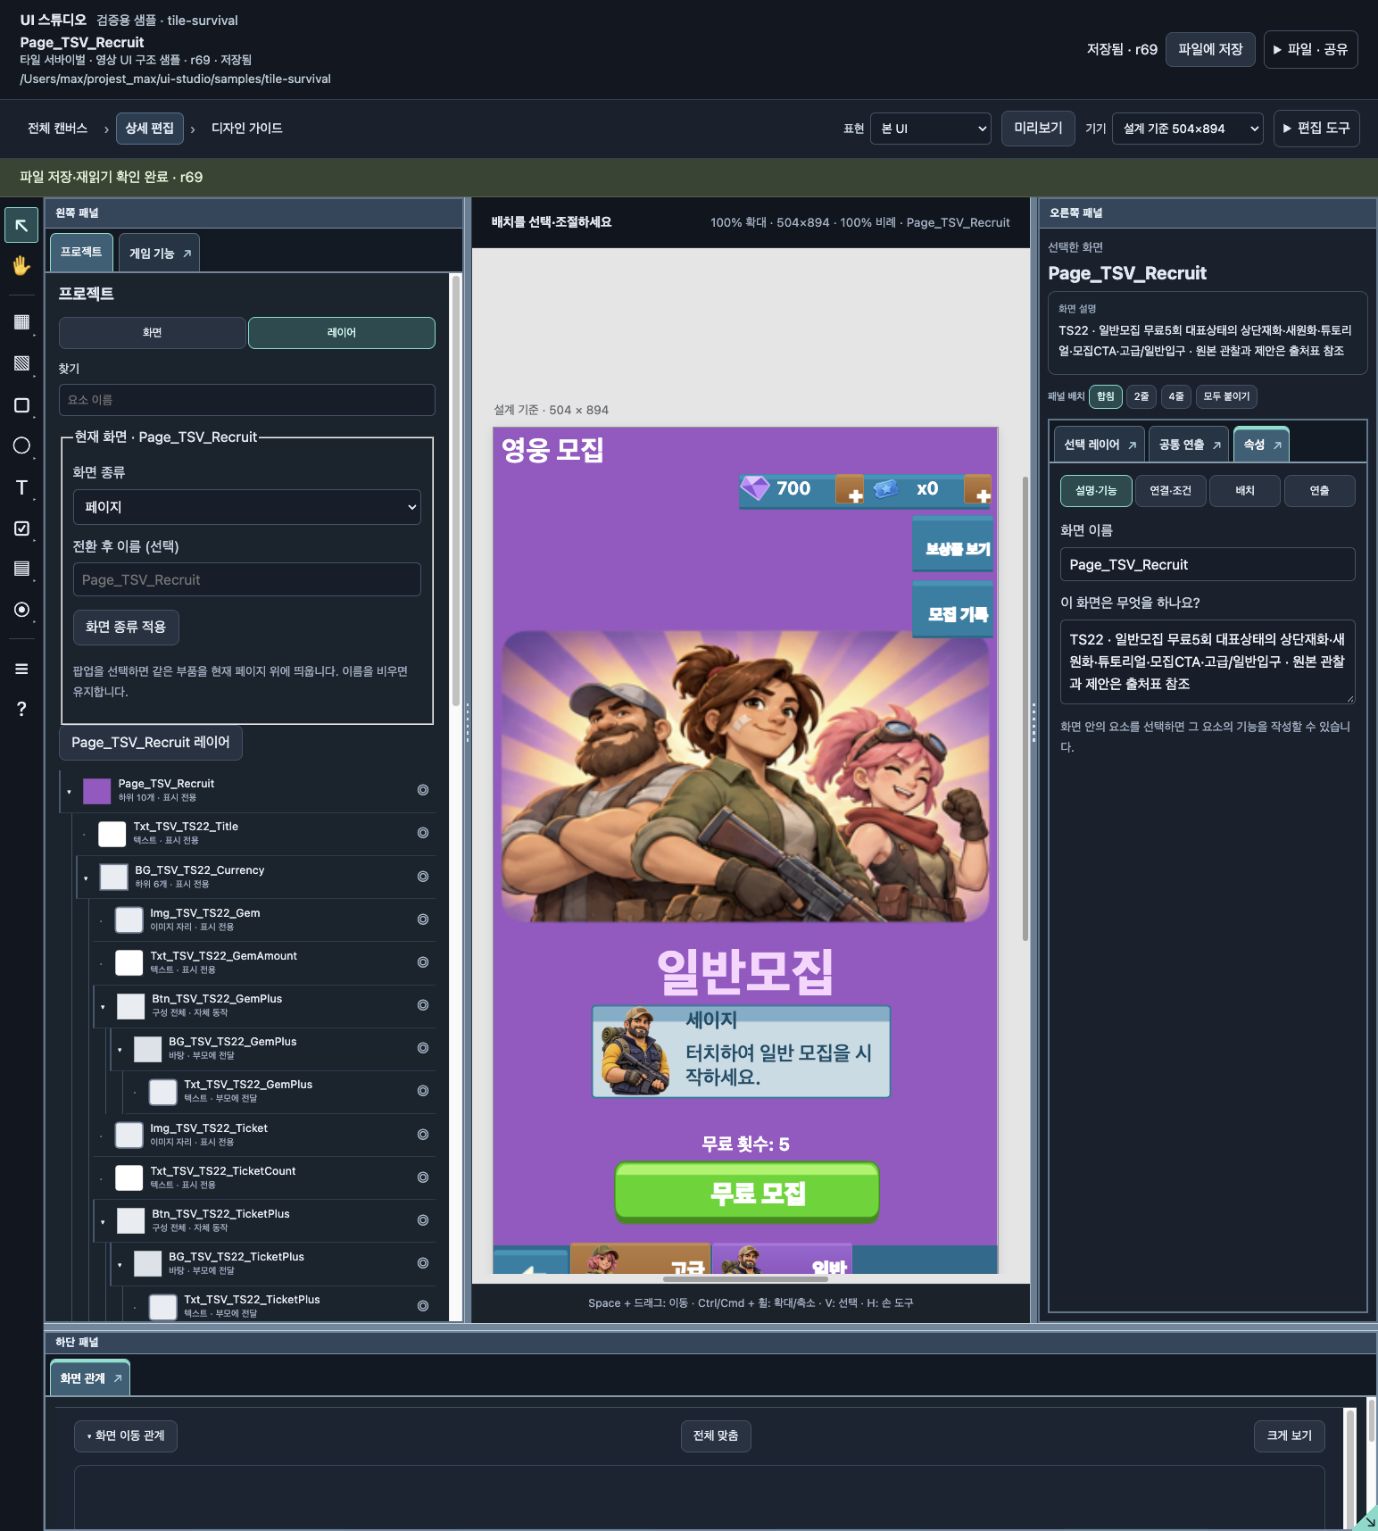 UI 스튜디오 검증용 샘플 · tile-survival
Page_TSV_Recruit
타일 서바이벌 · 영상 UI 구조 샘플 · r69 · 저장됨
/Users/max/projest_max/ui-studio/samples/tile-survival
저장됨 · r69 파일에 저장 ▶ 파일 · 공유
전체 캔버스 › 상세 편집 › 디자인 가이드
표현 본 UI 미리보기 기기 설계 기준 504×894 ▶ 편집 도구
파일 저장·재읽기 확인 완료 · r69
왼쪽 패널
프로젝트 게임 기능 ↗
프로젝트
화면 레이어
찾기
요소 이름
현재 화면 · Page_TSV_Recruit
화면 종류
페이지
전환 후 이름 (선택)
Page_TSV_Recruit
화면 종류 적용
팝업을 선택하면 같은 부품을 현재 페이지 위에 띄웁니다. 이름을 비우면
유지합니다.
Page_TSV_Recruit 레이어
Page_TSV_Recruit
하위 10개 · 표시 전용
Txt_TSV_TS22_Title
텍스트 · 표시 전용
BG_TSV_TS22_Currency
하위 6개 · 표시 전용
Img_TSV_TS22_Gem
이미지 자리 · 표시 전용
Txt_TSV_TS22_GemAmount
텍스트 · 표시 전용
Btn_TSV_TS22_GemPlus
구성 전체 · 자체 동작
BG_TSV_TS22_GemPlus
바탕 · 부모에 전달
Txt_TSV_TS22_GemPlus
텍스트 · 부모에 전달
Img_TSV_TS22_Ticket
이미지 자리 · 표시 전용
Txt_TSV_TS22_TicketCount
텍스트 · 표시 전용
Btn_TSV_TS22_TicketPlus
구성 전체 · 자체 동작
BG_TSV_TS22_TicketPlus
바탕 · 부모에 전달
Txt_TSV_TS22_TicketPlus
텍스트 · 부모에 전달
T
?
배치를 선택·조절하세요 100% 확대 · 504×894 · 100% 비례 · Page_TSV_Recruit
설계 기준 · 504 × 894
영웅 모집
700 + x0 +
보상률 보기
모집 기록
일반모집
세이지
터치하여 일반 모집을 시
작하세요.
무료 횟수: 5
무료 모집
고급 일반
Space + 드래그: 이동 · Ctrl/Cmd + 휠: 확대/축소 · V: 선택 · H: 손 도구
오른쪽 패널
선택한 화면
Page_TSV_Recruit
화면 설명
TS22 · 일반모집 무료5회 대표상태의 상단재화·새원화·튜토리
얼·모집CTA·고급/일반입구 · 원본 관찰과 제안은 출처표 참조
패널 배치 합침 2줄 4줄 모두 붙이기
선택 레이어 ↗ 공통 연출 ↗ 속성 ↗
설명·기능 연결·조건 배치 연출
화면 이름
Page_TSV_Recruit
이 화면은 무엇을 하나요?
TS22 · 일반모집 무료5회 대표상태의 상단재화·새
원화·튜토리얼·모집CTA·고급/일반입구 · 원본 관찰
과 제안은 출처표 참조
화면 안의 요소를 선택하면 그 요소의 기능을 작성할 수 있습니
다.
하단 패널
화면 관계 ↗
▾ 화면 이동 관계 전체 맞춤 크게 보기